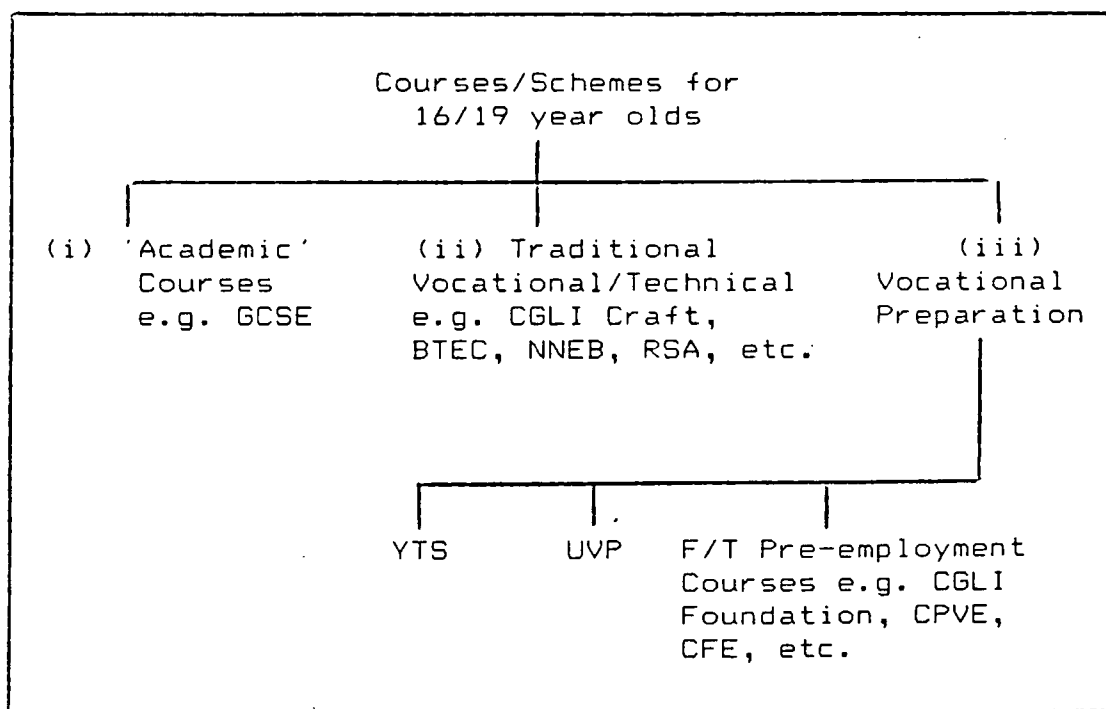 Courses/Schemes for
16/19 year olds
(i) 'Academic'
Courses
e.g. GCSE
(ii) Traditional
Vocational/Technical
e.g. CGLI Craft,
BTEC, NNEB, RSA, etc.
(iii)
Vocational
Preparation
YTS
UVP
F/T Pre-employment
Courses e.g. CGLI
Foundation, CPVE,
CFE, etc.